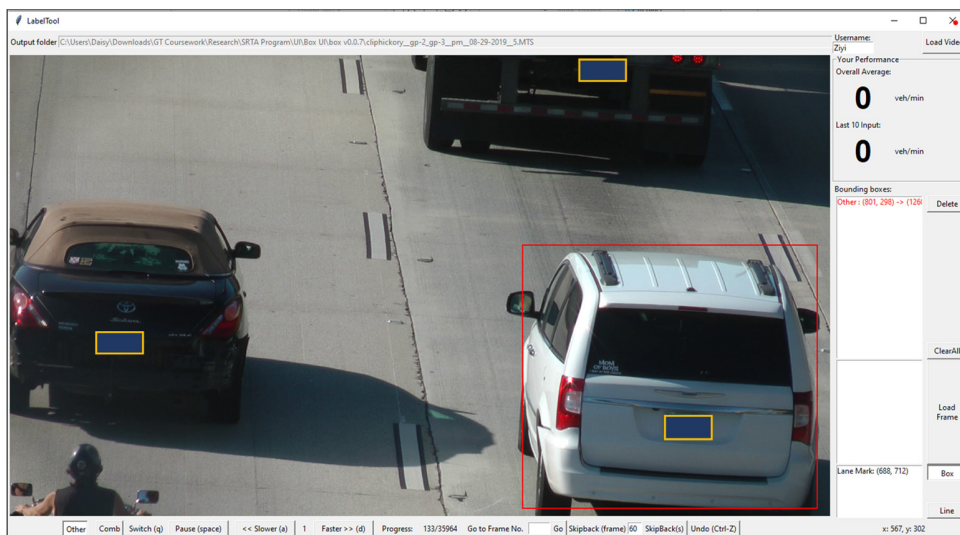 LabelTool
Output folder C:\Users\Daisy\Downloads\GT Coursework\Research\SRTA Program\UI\Box UI\box v0.0.7\cliphickory__gp-2_gp-3__pm__08-29-2019__5.MTS
Username:
Ziyi
Load Vide
Your Performance
Overall Average:
0 veh/min
Last 10 Input:
0 veh/min
Bounding boxes:
Other : (801, 298) -> (126
Delete
ClearAll
Load
Frame
MOM
OF BOYS
Lane Mark: (688, 712)
Box
Line
Other Comb Switch (q) Pause (space) << Slower (a) 1 Faster >> (d) Progress: 133/35964 Go to Frame No. Go Skipback (frame) 60 SkipBack(s) Undo (Ctrl-Z) x: 567, y: 302